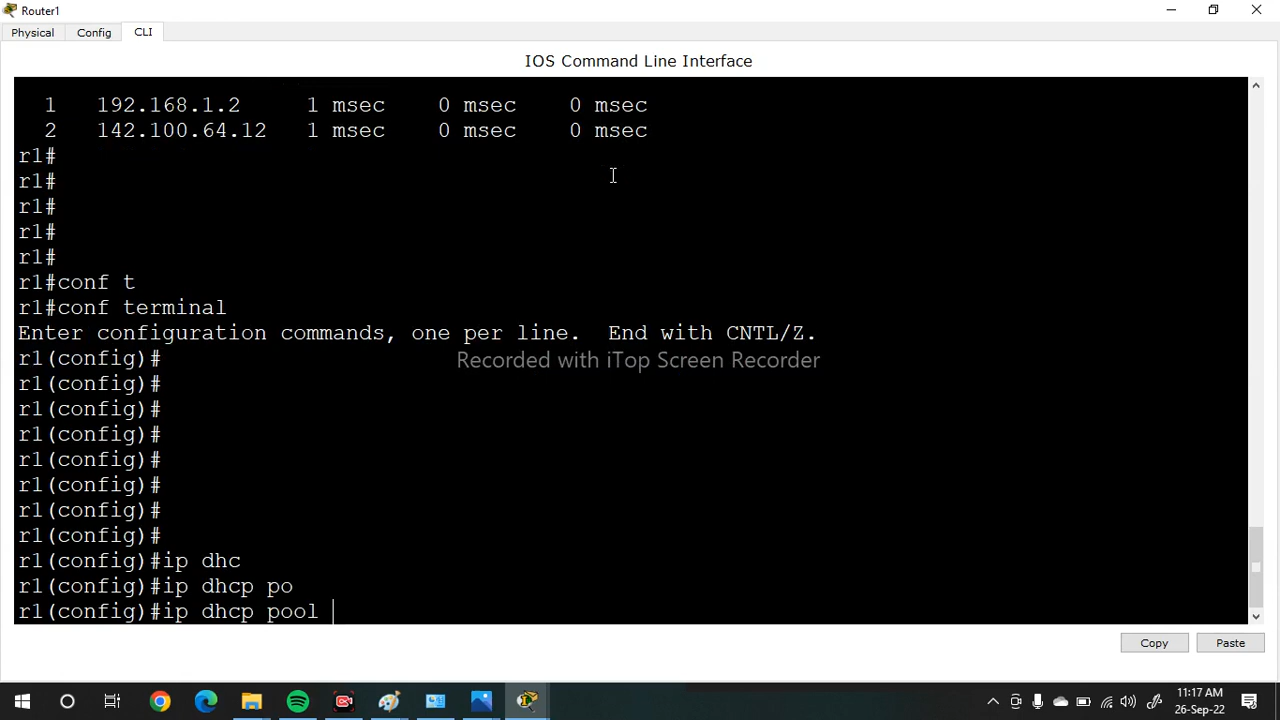 Router1
Physical Config CLI
IOS Command Line Interface
1 192.168.1.2 1 msec 0 msec 0 msec
2 142.100.64.12 1 msec 0 msec 0 msec
r1#
r1#
r1#
r1#
r1#
r1#conf t
r1#conf terminal
Enter configuration commands, one per line. End with CNTL/Z.
r1(config)#
Recorded with iTop Screen Recorder
r1(config)#
r1(config)#
r1(config)#
r1(config)#
r1(config)#
r1(config)#
r1(config)#
r1(config)#ip dhc
r1(config)#ip dhcp po
r1(config)#ip dhcp pool
Copy Paste
11:17 AM
26-Sep-22